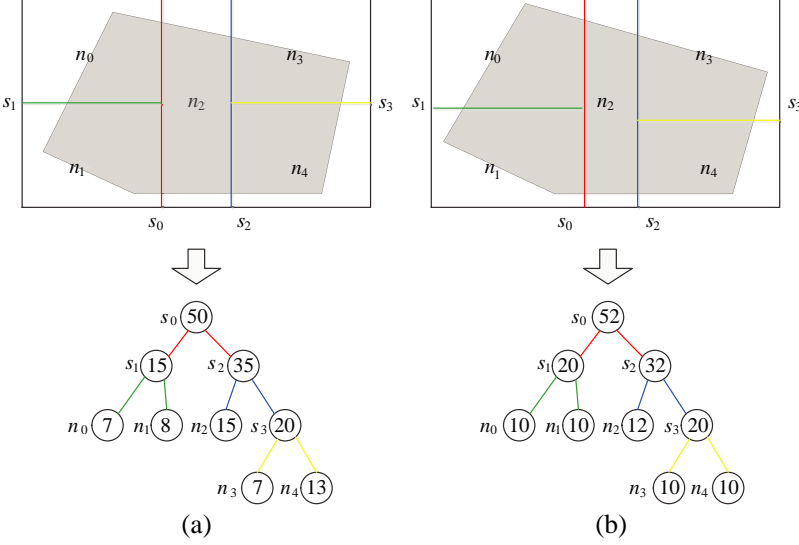 n0 n3
s1 n2 s3
n1 n4
s0 s2
s0 50
s1 15 s2 35
n0 7 n1 8 n2 15 s3 20
n3 7 n4 13
(a)
n0 n3
s1 n2 s3
n1 n4
s0 s2
s0 52
s1 20 s2 32
n0 10 n1 10 n2 12 s3 20
n3 10 n4 10
(b)